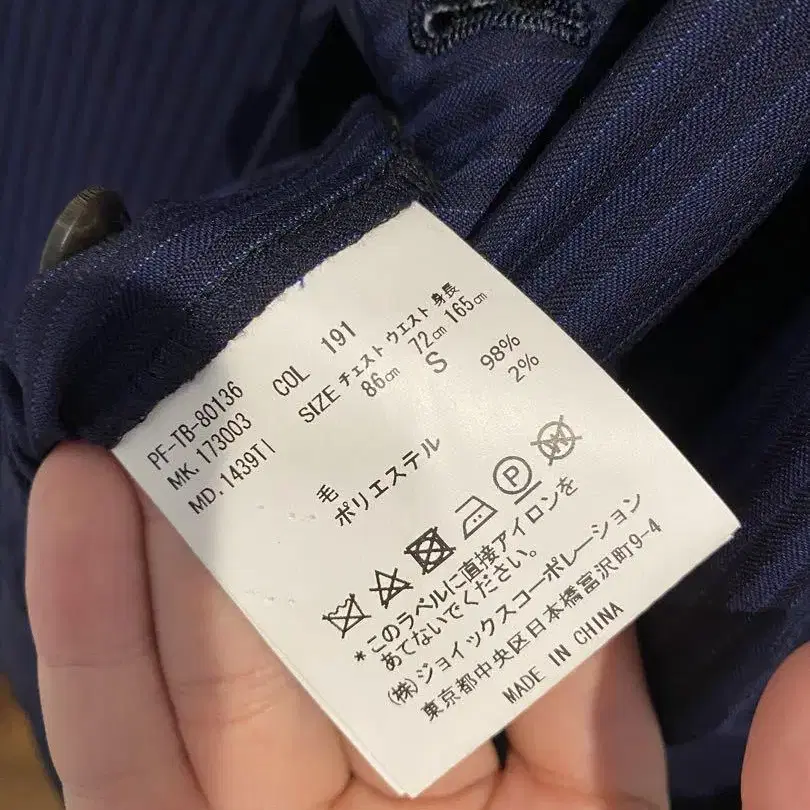 PF-TB-80136 COL 191
MK. 173003 SIZE チェスト ウエスト 身長
MD. 1439TI 86cm 72cm 165cm
S
毛 98%
ポリエステル 2%
P
*このラベルに直接アイロンを
あてないでください。
(株)ジョイックスコーポレーション
東京都中央区日本橋富沢町9-4
MADE IN CHINA